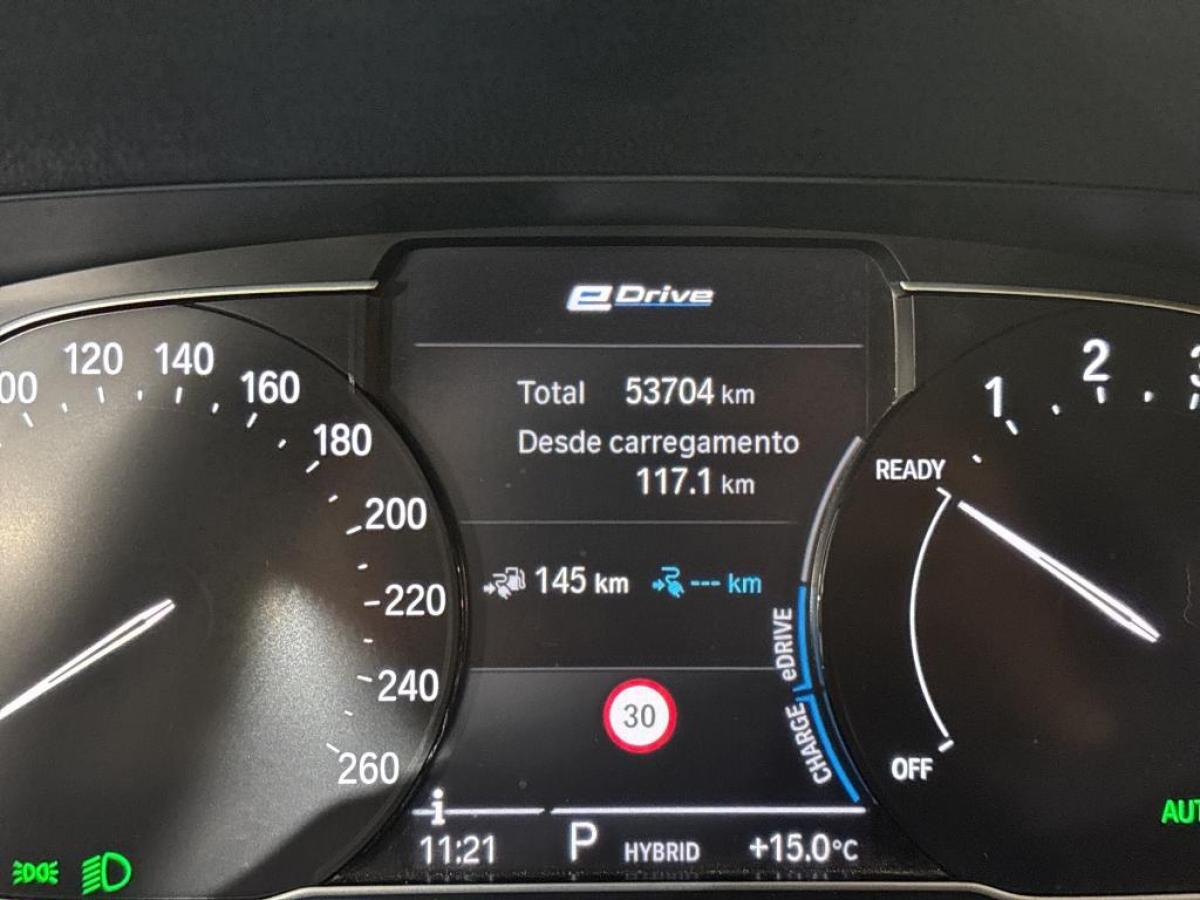 eDrive
Total 53704 km
Desde carregamento
117.1 km
145 km --- km
eDRIVE
CHARGE
30
i
11:21 P HYBRID +15.0°C
120
140
160
180
200
220
240
260
1
2
3
READY
OFF